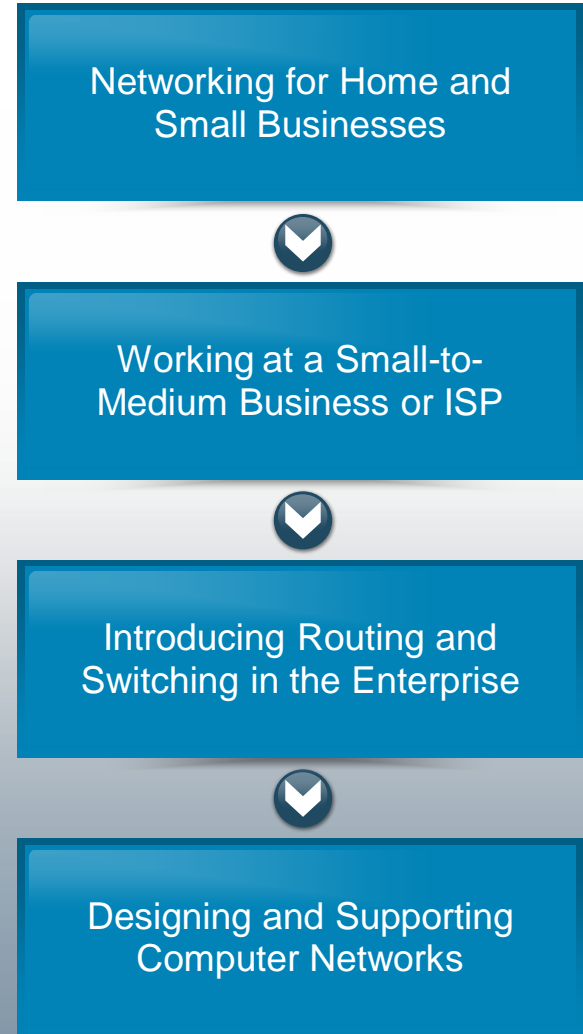 Networking for Home and
Small Businesses
Working at a Small-to-
Medium Business or ISP
Introducing Routing and
Switching in the Enterprise
Designing and Supporting
Computer Networks